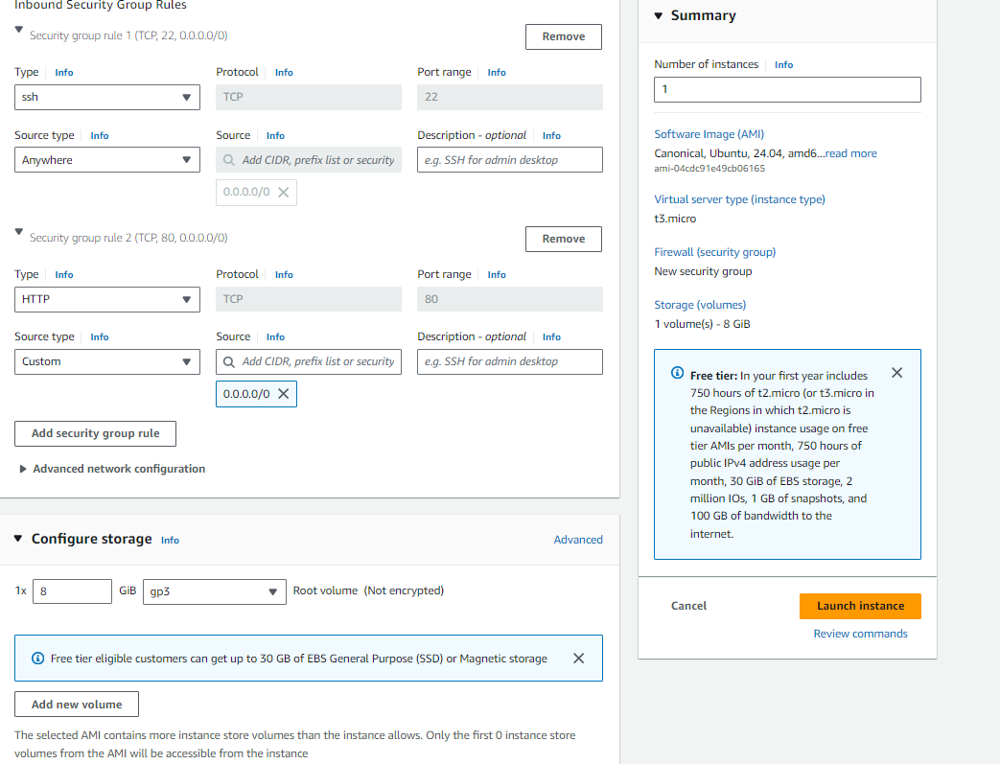 Inbound Security Group Rules
Security group rule 1 (TCP, 22, 0.0.0.0/0)
Remove
Type Info
Protocol Info
Port range Info
ssh
TCP
22
Source type Info
Source Info
Description - optional Info
Anywhere
Add CIDR, prefix list or security
e.g. SSH for admin desktop
0.0.0.0/0
Security group rule 2 (TCP, 80, 0.0.0.0/0)
Remove
Type Info
Protocol Info
Port range Info
HTTP
TCP
80
Source type Info
Source Info
Description - optional Info
Custom
Add CIDR, prefix list or security
e.g. SSH for admin desktop
0.0.0.0/0
Add security group rule
Advanced network configuration
Configure storage Info
Advanced
1x 8 GiB gp3 Root volume (Not encrypted)
Free tier eligible customers can get up to 30 GB of EBS General Purpose (SSD) or Magnetic storage
Add new volume
The selected AMI contains more instance store volumes than the instance allows. Only the first 0 instance store
volumes from the AMI will be accessible from the instance
Summary
Number of instances Info
1
Software Image (AMI)
Canonical, Ubuntu, 24.04, amd6...read more
ami-04cdc91e49cb06165
Virtual server type (instance type)
t3.micro
Firewall (security group)
New security group
Storage (volumes)
1 volume(s) - 8 GiB
Free tier: In your first year includes
750 hours of t2.micro (or t3.micro in
the Regions in which t2.micro is
unavailable) instance usage on free
tier AMIs per month, 750 hours of
public IPv4 address usage per
month, 30 GiB of EBS storage, 2
million IOs, 1 GB of snapshots, and
100 GB of bandwidth to the
internet.
Cancel
Launch instance
Review commands